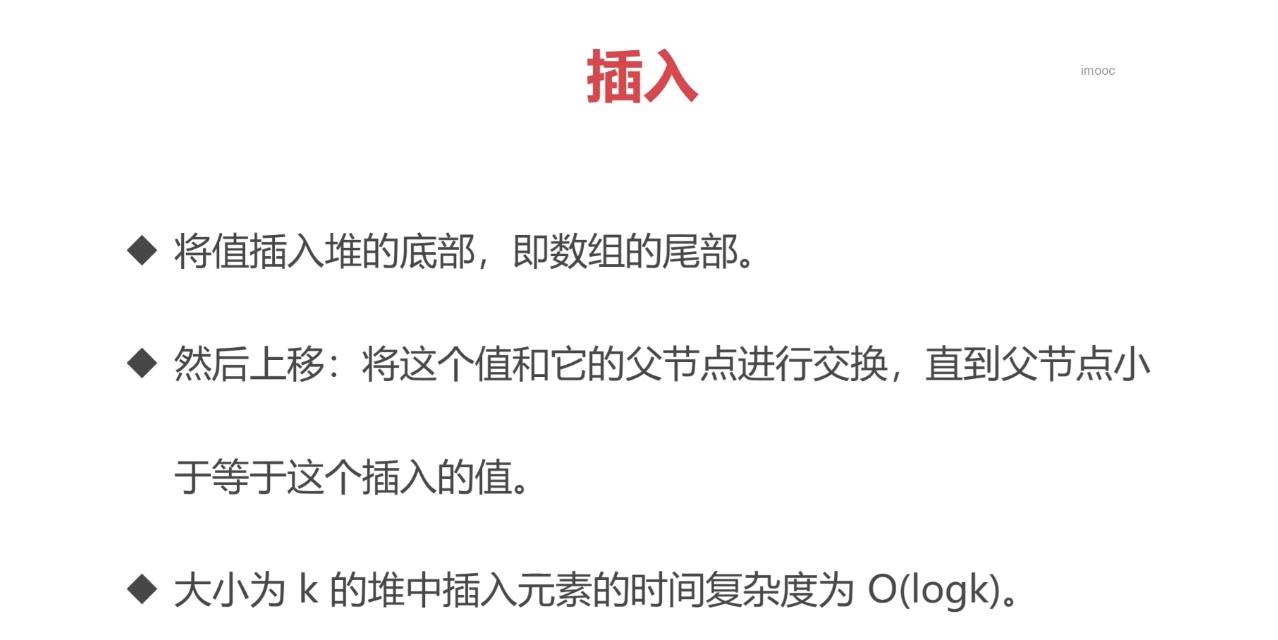 插入
imooc
◆ 将值插入堆的底部，即数组的尾部。
◆ 然后上移：将这个值和它的父节点进行交换，直到父节点小
于等于这个插入的值。
◆ 大小为 k 的堆中插入元素的时间复杂度为 O(logk)。